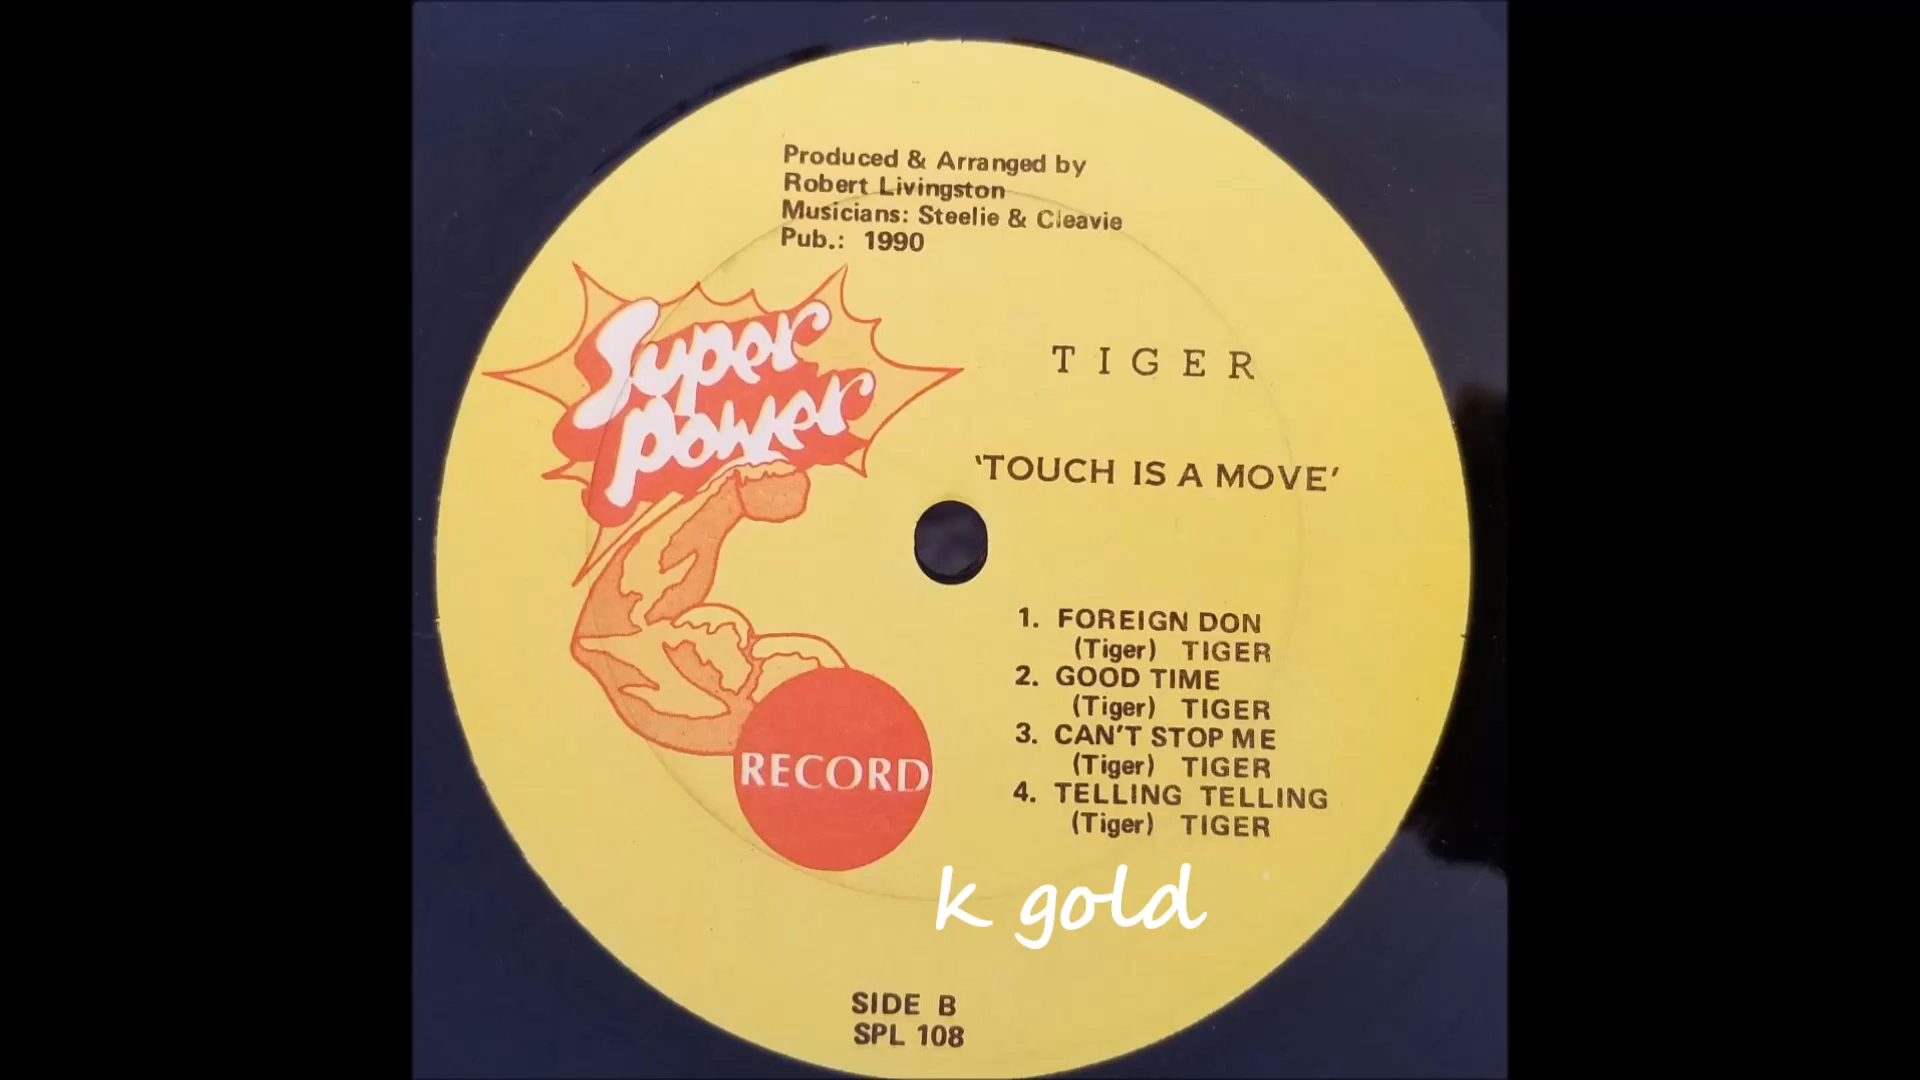 Produced & Arranged by
Robert Livingston
Musicians: Steelie & Cleavie
Pub.: 1990
Super
Power
RECORD
TIGER
'TOUCH IS A MOVE'
1. FOREIGN DON
(Tiger) TIGER
2. GOOD TIME
(Tiger) TIGER
3. CAN'T STOP ME
(Tiger) TIGER
4. TELLING TELLING
(Tiger) TIGER
k gold
SIDE B
SPL 108